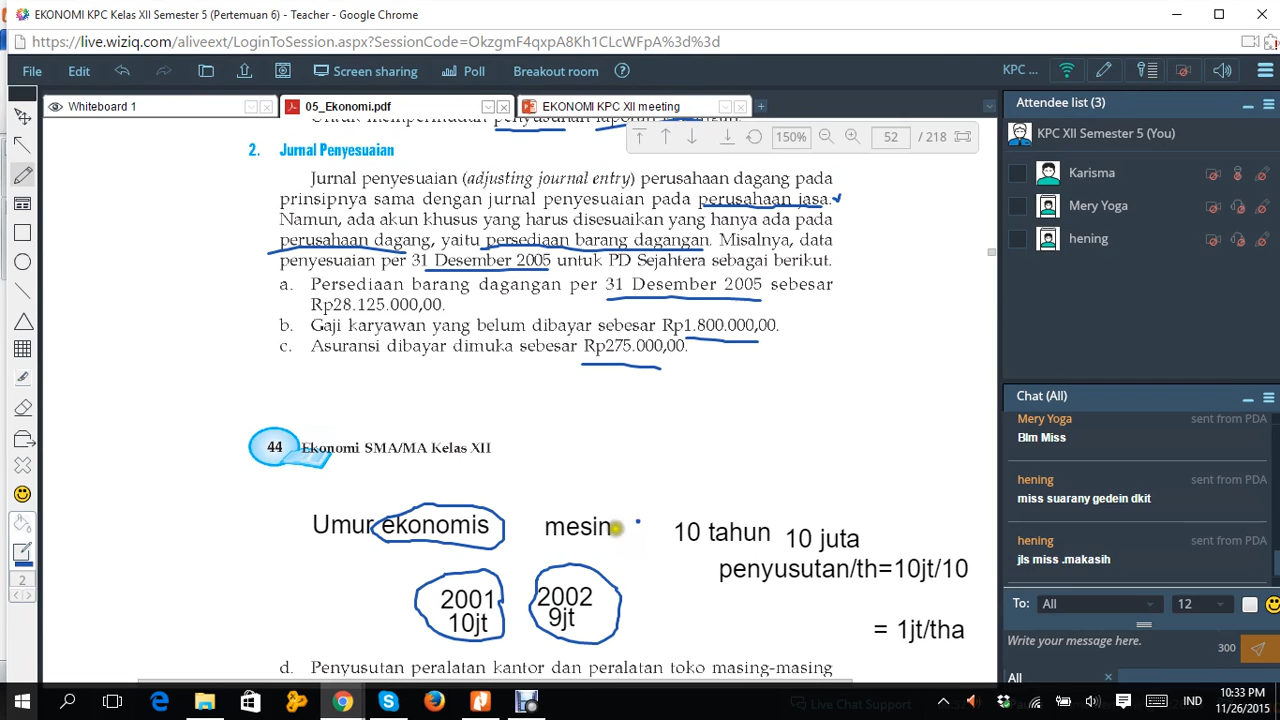 EKONOMI KPC Kelas XII Semester 5 (Pertemuan 6) - Teacher - Google Chrome
https://live.wiziq.com/aliveext/LoginToSession.aspx?SessionCode=OkzgmF4qxpA8Kh1CLcWFpA%3d%3d
File Edit Screen sharing Poll Breakout room KPC ...
Whiteboard 1 05_Ekonomi.pdf EKONOMI KPC XII meeting
Attendee list (3)
KPC XII Semester 5 (You)
Karisma
Mery Yoga
hening
150% 52 / 218
Untuk mempermudah penyusunan laporan keuangan.
2. Jurnal Penyesuaian
Jurnal penyesuaian (adjusting journal entry) perusahaan dagang pada
prinsipnya sama dengan jurnal penyesuaian pada perusahaan jasa.
Namun, ada akun khusus yang harus disesuaikan yang hanya ada pada
perusahaan dagang, yaitu persediaan barang dagangan. Misalnya, data
penyesuaian per 31 Desember 2005 untuk PD Sejahtera sebagai berikut.
a. Persediaan barang dagangan per 31 Desember 2005 sebesar
Rp28.125.000,00.
b. Gaji karyawan yang belum dibayar sebesar Rp1.800.000,00.
c. Asuransi dibayar dimuka sebesar Rp275.000,00.
44 Ekonomi SMA/MA Kelas XII
Umur ekonomis mesin 10 tahun 10 juta
penyusutan/th=10jt/10
2001 2002
10jt 9jt
= 1jt/tha
d. Penyusutan peralatan kantor dan peralatan toko masing-masing
Chat (All)
Mery Yoga sent from PDA
Blm Miss
hening sent from PDA
miss suarany gedein dkit
hening sent from PDA
jls miss .makasih
To: All 12
Write your message here. 300
All
Live Chat Support
2
IND
10:33 PM
11/26/2015